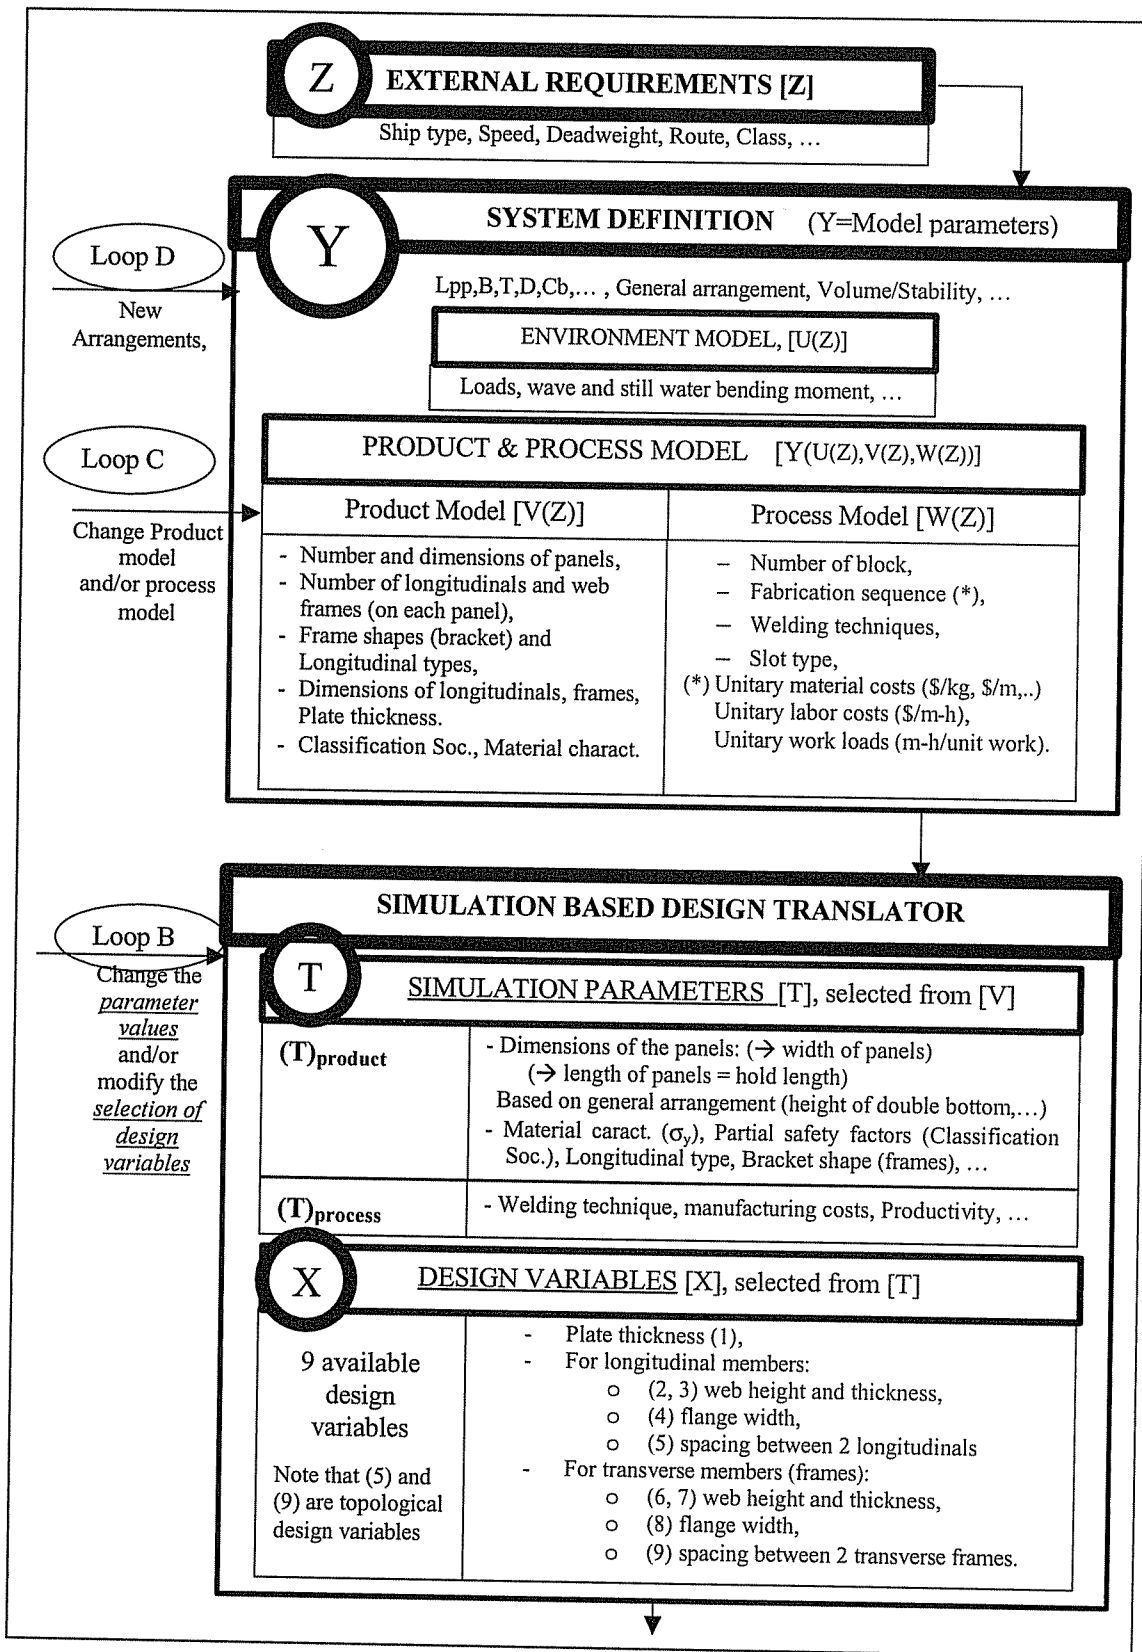 Z
EXTERNAL REQUIREMENTS [Z]
Ship type, Speed, Deadweight, Route, Class, …
Y
SYSTEM DEFINITION (Y=Model parameters)
Loop D
New
Arrangements,
Lpp,B,T,D,Cb,… , General arrangement, Volume/Stability, …
ENVIRONMENT MODEL, [U(Z)]
Loads, wave and still water bending moment, …
Loop C
Change Product
model
and/or process
model
PRODUCT & PROCESS MODEL [Y(U(Z),V(Z),W(Z))]
Product Model [V(Z)]
- Number and dimensions of panels,
- Number of longitudinals and web
frames (on each panel),
- Frame shapes (bracket) and
Longitudinal types,
- Dimensions of longitudinals, frames,
Plate thickness.
- Classification Soc., Material charact.
Process Model [W(Z)]
– Number of block,
– Fabrication sequence (*),
– Welding techniques,
– Slot type,
(*) Unitary material costs ($/kg, $/m,..)
Unitary labor costs ($/m-h),
Unitary work loads (m-h/unit work).
SIMULATION BASED DESIGN TRANSLATOR
Loop B
Change the
parameter
values
and/or
modify the
selection of
design
variables
T
SIMULATION PARAMETERS [T], selected from [V]
(T)product
- Dimensions of the panels: (→ width of panels)
(→ length of panels = hold length)
Based on general arrangement (height of double bottom,…)
- Material caract. (σy), Partial safety factors (Classification
Soc.), Longitudinal type, Bracket shape (frames), …
(T)process
- Welding technique, manufacturing costs, Productivity, …
X
DESIGN VARIABLES [X], selected from [T]
9 available
design
variables
Note that (5) and
(9) are topological
design variables
- Plate thickness (1),
- For longitudinal members:
o (2, 3) web height and thickness,
o (4) flange width,
o (5) spacing between 2 longitudinals
- For transverse members (frames):
o (6, 7) web height and thickness,
o (8) flange width,
o (9) spacing between 2 transverse frames.